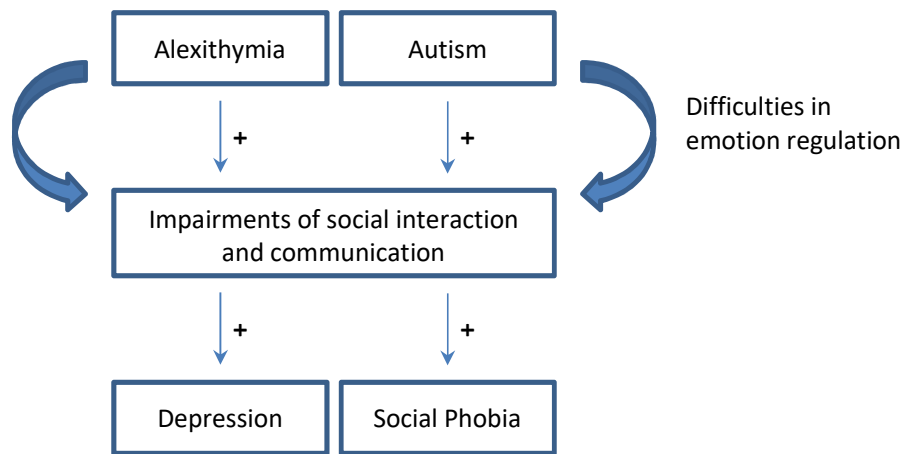 Alexithymia
Autism
Difficulties in
emotion regulation
+
+
Impairments of social interaction
and communication
+
+
Depression
Social Phobia